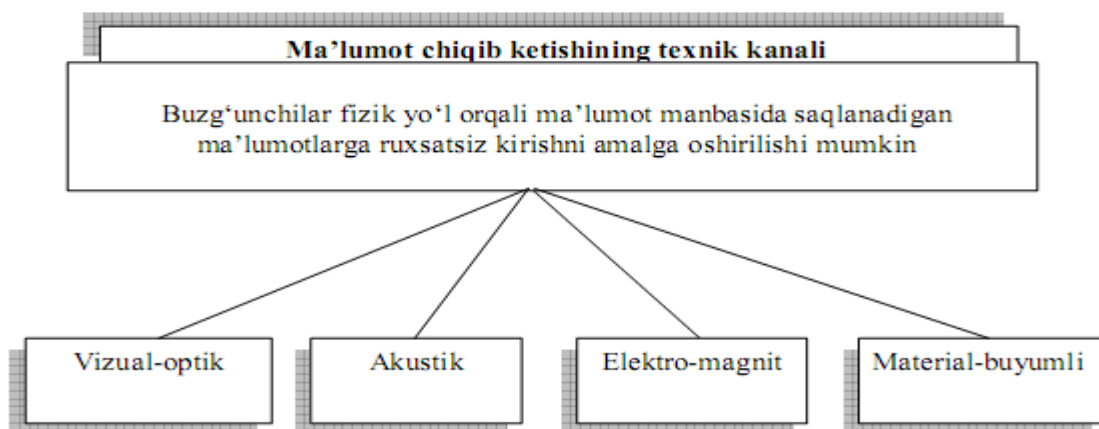 Ma’lumot chiqib ketishining texnik kanali
Buzg‘unchilar fizik yo‘l orqali ma’lumot manbasida saqlanadigan
ma’lumotlarga ruxsatsiz kirishni amalga oshirilishi mumkin
Vizual-optik
Akustik
Elektro-magnit
Material-buyumli